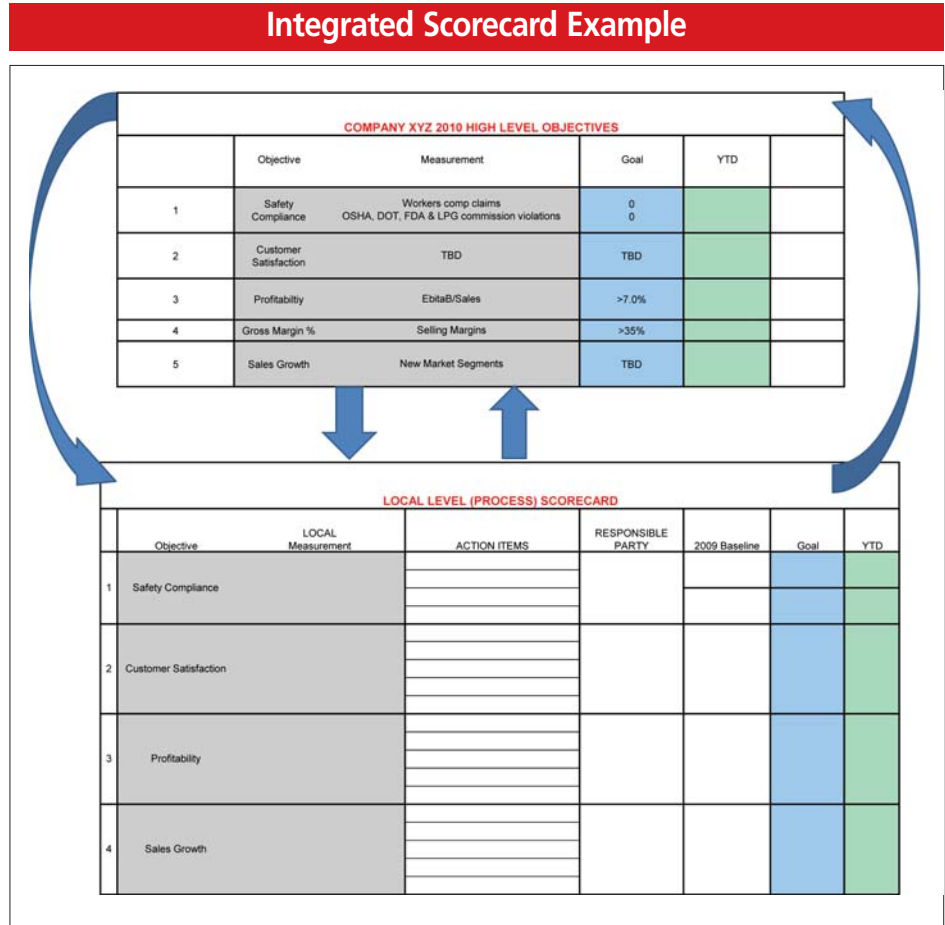 Integrated Scorecard Example
COMPANY XYZ 2010 HIGH LEVEL OBJECTIVES
Objective Measurement Goal YTD
1 Safety Compliance Workers comp claims OSHA, DOT, FDA & LPG commission violations 0 0
2 Customer Satisfaction TBD TBD
3 Profitabiltiy EbitaB/Sales >7.0%
4 Gross Margin % Selling Margins >35%
5 Sales Growth New Market Segments TBD
LOCAL LEVEL (PROCESS) SCORECARD
Objective LOCAL Measurement ACTION ITEMS RESPONSIBLE PARTY 2009 Baseline Goal YTD
1 Safety Compliance
2 Customer Satisfaction
3 Profitability
4 Sales Growth